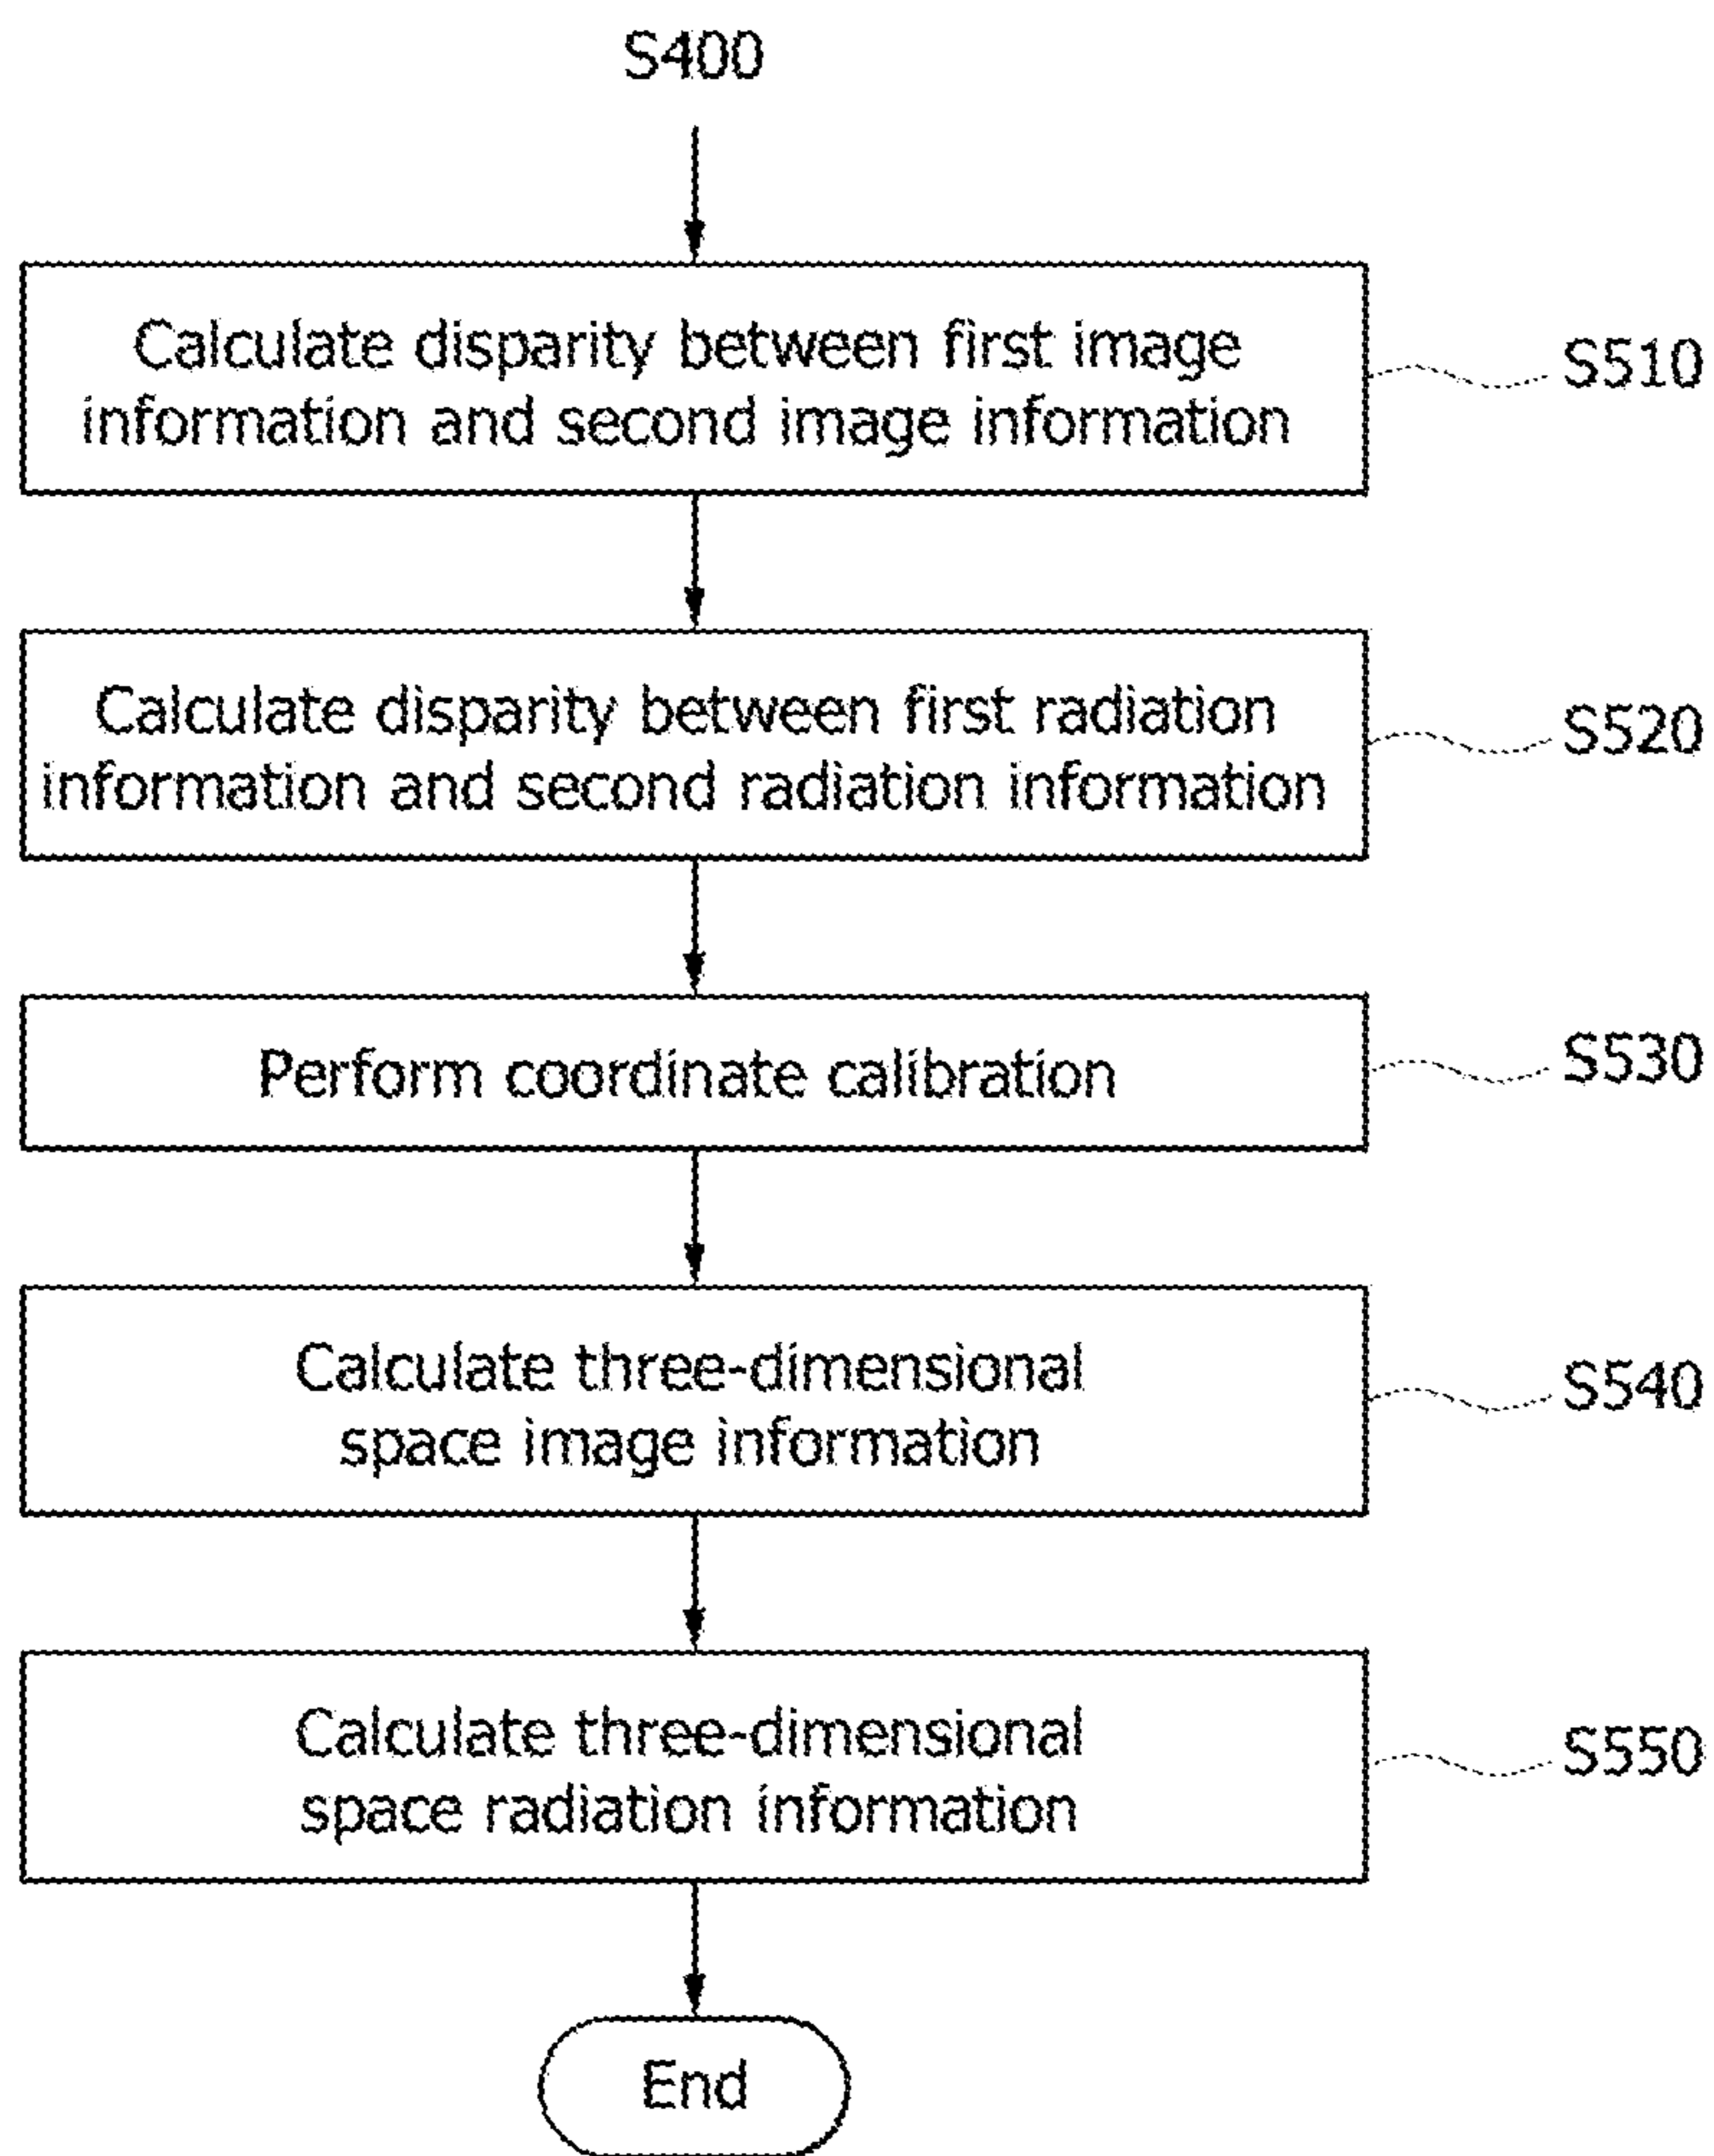 S400
Calculate disparity between first image
information and second image information
S510
Calculate disparity between first radiation
information and second radiation information
S520
Perform coordinate calibration
S530
Calculate three-dimensional
space image information
S540
Calculate three-dimensional
space radiation information
S550
End